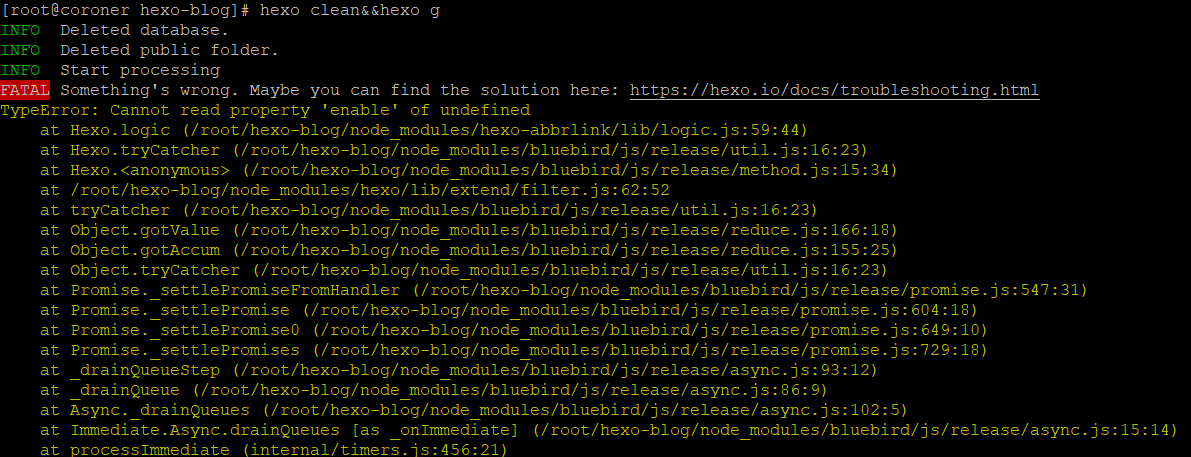 [root@coroner hexo-blog]# hexo clean&&hexo g
INFO  Deleted database.
INFO  Deleted public folder.
INFO  Start processing
FATAL Something's wrong. Maybe you can find the solution here: https://hexo.io/docs/troubleshooting.html
TypeError: Cannot read property 'enable' of undefined
    at Hexo.logic (/root/hexo-blog/node_modules/hexo-abbrlink/lib/logic.js:59:44)
    at Hexo.tryCatcher (/root/hexo-blog/node_modules/bluebird/js/release/util.js:16:23)
    at Hexo.<anonymous> (/root/hexo-blog/node_modules/bluebird/js/release/method.js:15:34)
    at /root/hexo-blog/node_modules/hexo/lib/extend/filter.js:62:52
    at tryCatcher (/root/hexo-blog/node_modules/bluebird/js/release/util.js:16:23)
    at Object.gotValue (/root/hexo-blog/node_modules/bluebird/js/release/reduce.js:166:18)
    at Object.gotAccum (/root/hexo-blog/node_modules/bluebird/js/release/reduce.js:155:25)
    at Object.tryCatcher (/root/hexo-blog/node_modules/bluebird/js/release/util.js:16:23)
    at Promise._settlePromiseFromHandler (/root/hexo-blog/node_modules/bluebird/js/release/promise.js:547:31)
    at Promise._settlePromise (/root/hexo-blog/node_modules/bluebird/js/release/promise.js:604:18)
    at Promise._settlePromise0 (/root/hexo-blog/node_modules/bluebird/js/release/promise.js:649:10)
    at Promise._settlePromises (/root/hexo-blog/node_modules/bluebird/js/release/promise.js:729:18)
    at _drainQueueStep (/root/hexo-blog/node_modules/bluebird/js/release/async.js:93:12)
    at _drainQueue (/root/hexo-blog/node_modules/bluebird/js/release/async.js:86:9)
    at Async._drainQueues (/root/hexo-blog/node_modules/bluebird/js/release/async.js:102:5)
    at Immediate.Async.drainQueues [as _onImmediate] (/root/hexo-blog/node_modules/bluebird/js/release/async.js:15:14)
    at processImmediate (internal/timers.js:456:21)